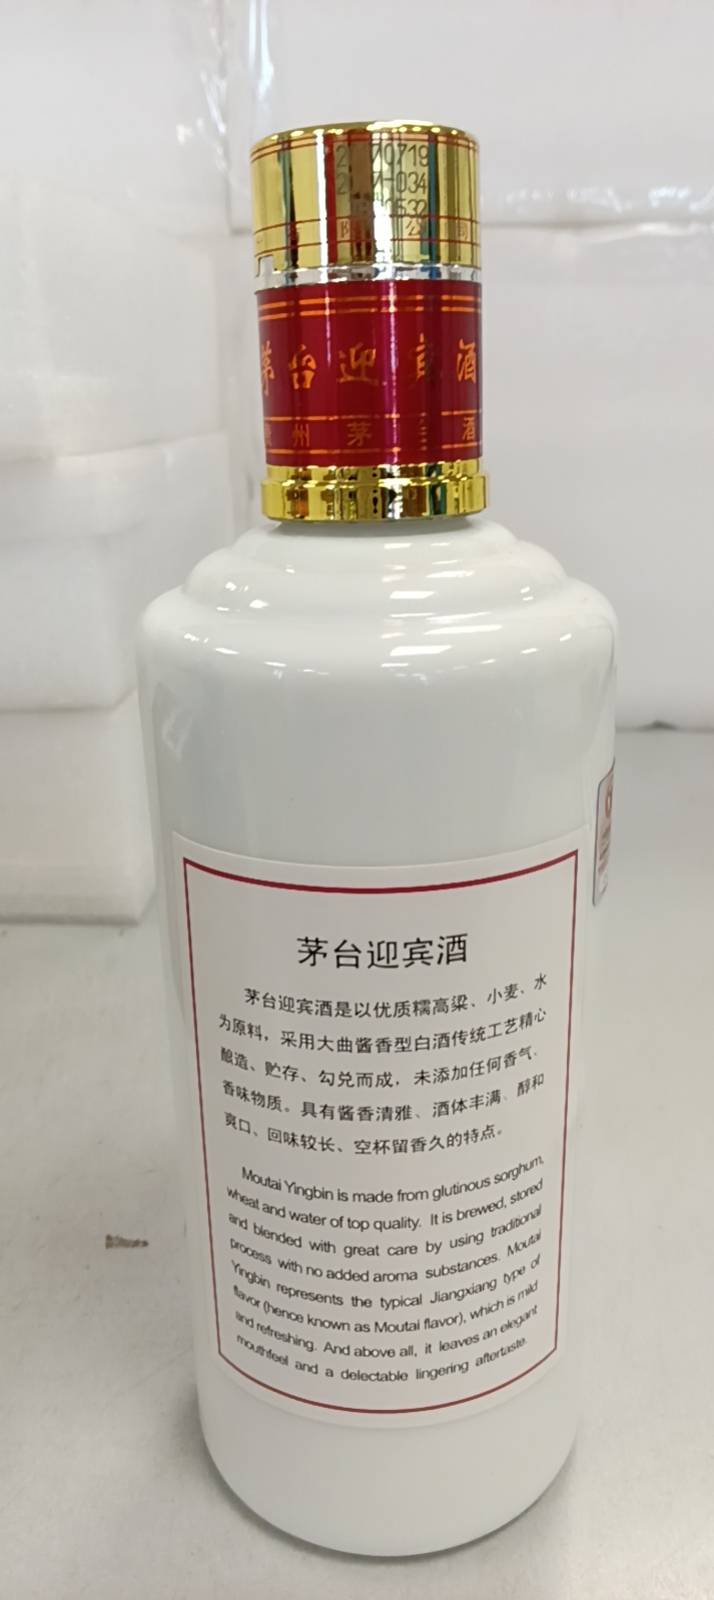 0719
-034
0532
限 公 司
茅台迎宾酒
贵州茅台酒
茅台迎宾酒
茅台迎宾酒是以优质糯高粱、小麦、水
为原料，采用大曲酱香型白酒传统工艺精心
酿造、贮存、勾兑而成，未添加任何香气、
香味物质。具有酱香清雅、酒体丰满、醇和
爽口、回味较长、空杯留香久的特点。
Moutai Yingbin is made from glutinous sorghum,
wheat and water of top quality. It is brewed, stored
and blended with great care by using traditional
process with no added aroma substances. Moutai
Yingbin represents the typical Jiangxiang type of
flavor (hence known as Moutai flavor), which is mild
and refreshing. And above all, it leaves an elegant
mouthfeel and a delectable lingering aftertaste.